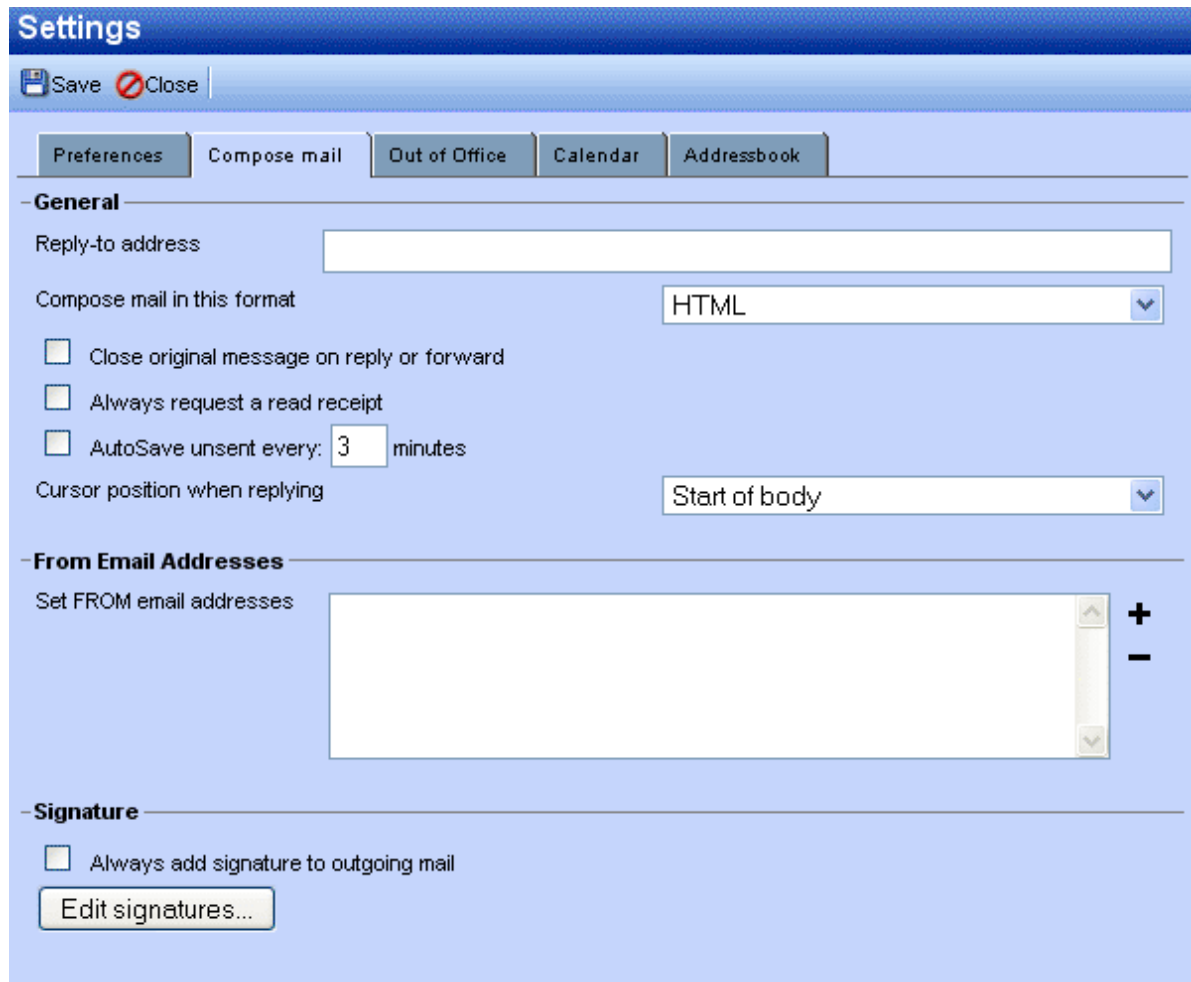 Settings
Save Close
Preferences Compose mail Out of Office Calendar Addressbook
General
Reply-to address
Compose mail in this format HTML
Close original message on reply or forward
Always request a read receipt
AutoSave unsent every: 3 minutes
Cursor position when replying Start of body
From Email Addresses
Set FROM email addresses
Signature
Always add signature to outgoing mail
Edit signatures...